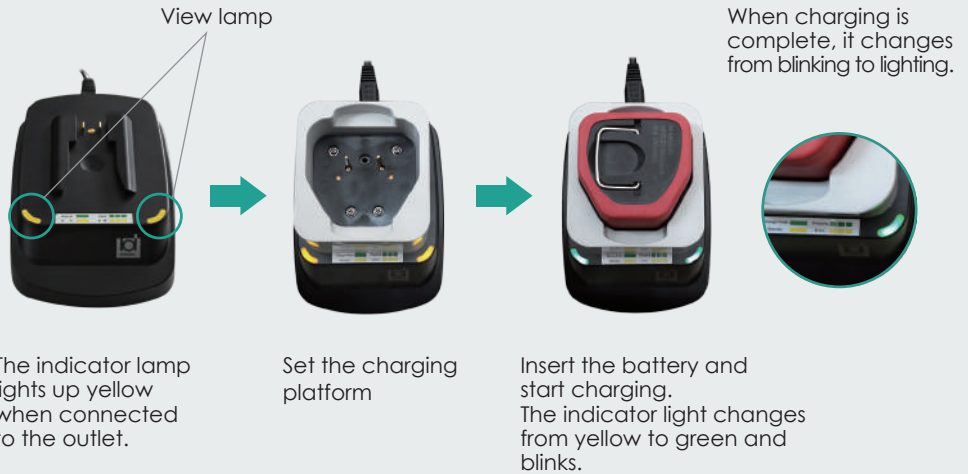 View lamp
When charging is
complete, it changes
from blinking to lighting.
The indicator lamp
lights up yellow
when connected
to the outlet.
Set the charging
platform
Insert the battery and
start charging.
The indicator light changes
from yellow to green and
blinks.